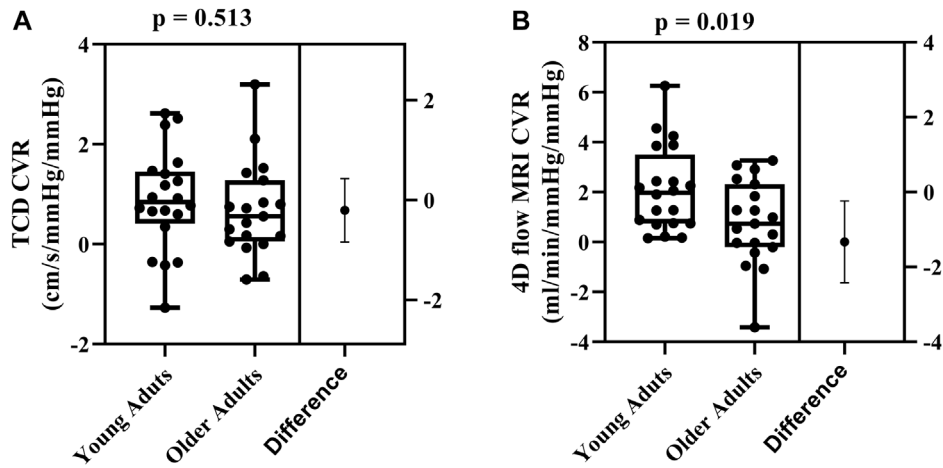 A
p = 0.513
TCD CVR
(cm/s/mmHg/mmHg)
4
2
0
-2
2
0
-2
Young Aduts
Older Adults
Difference
B
p = 0.019
4D flow MRI CVR
(ml/min/mmHg/mmHg)
8
6
4
2
0
-2
-4
4
2
0
-2
-4
Young Aduts
Older Adults
Difference